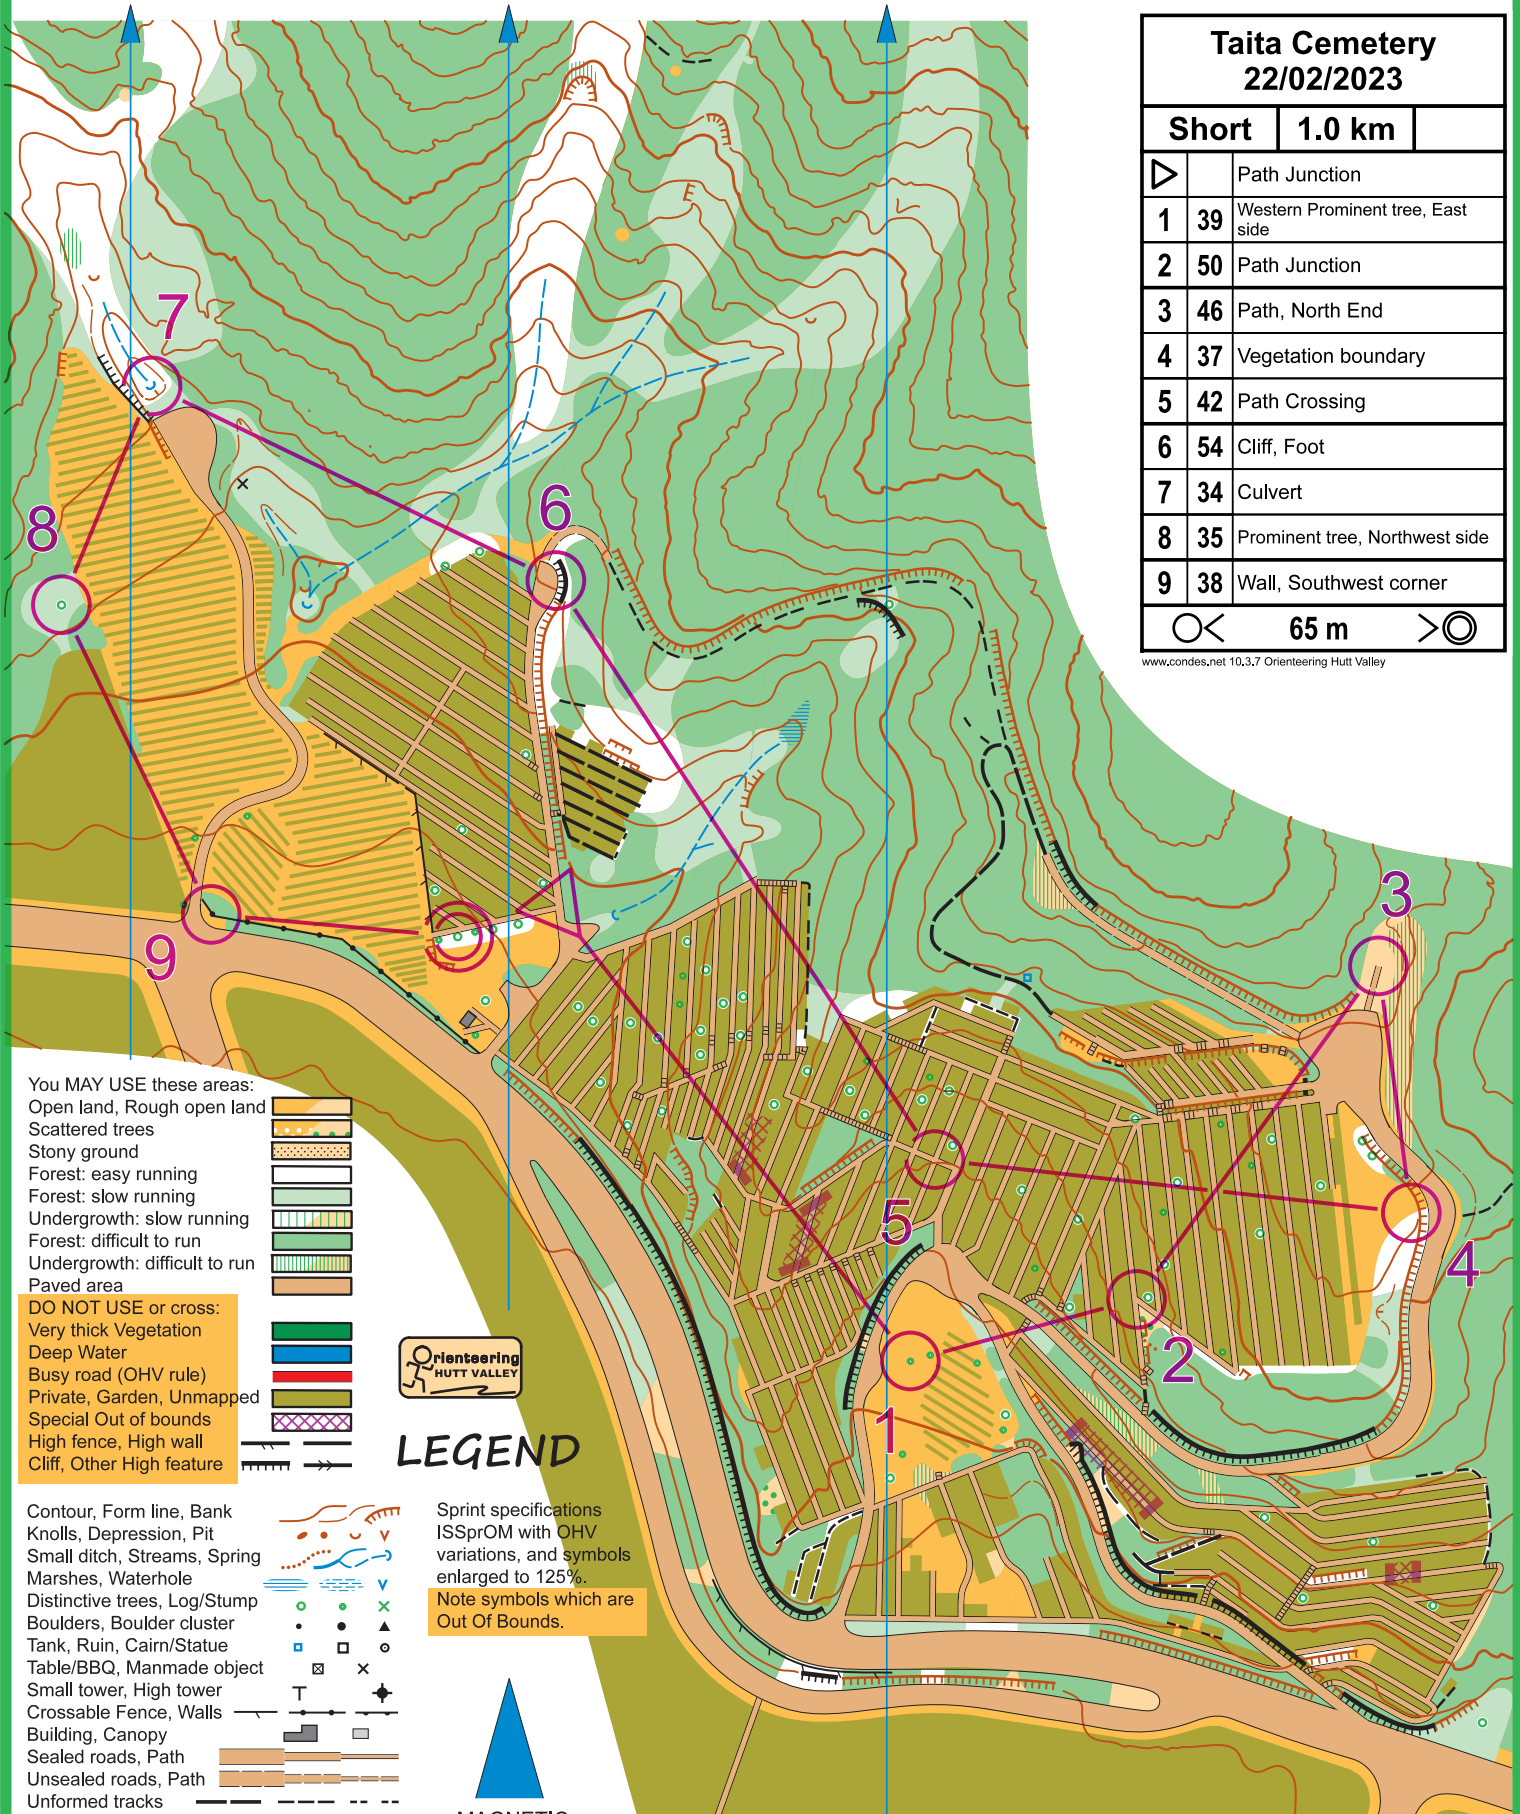 Taita Cemetery
22/02/2023
Short 1.0 km
Path Junction
1 39 Western Prominent tree, East side
2 50 Path Junction
3 46 Path, North End
4 37 Vegetation boundary
5 42 Path Crossing
6 54 Cliff, Foot
7 34 Culvert
8 35 Prominent tree, Northwest side
9 38 Wall, Southwest corner
65 m
www.condes.net 10.3.7 Orienteering Hutt Valley
7
6
8
3
9
5
4
2
1
You MAY USE these areas:
Open land, Rough open land
Scattered trees
Stony ground
Forest: easy running
Forest: slow running
Undergrowth: slow running
Forest: difficult to run
Undergrowth: difficult to run
Paved area
DO NOT USE or cross:
Very thick Vegetation
Deep Water
Busy road (OHV rule)
Private, Garden, Unmapped
Special Out of bounds
High fence, High wall
Cliff, Other High feature
Orienteering
HUTT VALLEY
LEGEND
Contour, Form line, Bank
Knolls, Depression, Pit
Small ditch, Streams, Spring
Marshes, Waterhole
Distinctive trees, Log/Stump
Boulders, Boulder cluster
Tank, Ruin, Cairn/Statue
Table/BBQ, Manmade object
Small tower, High tower
Crossable Fence, Walls
Building, Canopy
Sealed roads, Path
Unsealed roads, Path
Unformed tracks
Sprint specifications
ISSprOM with OHV
variations, and symbols
enlarged to 125%.
Note symbols which are
Out Of Bounds.
MAGNETIC